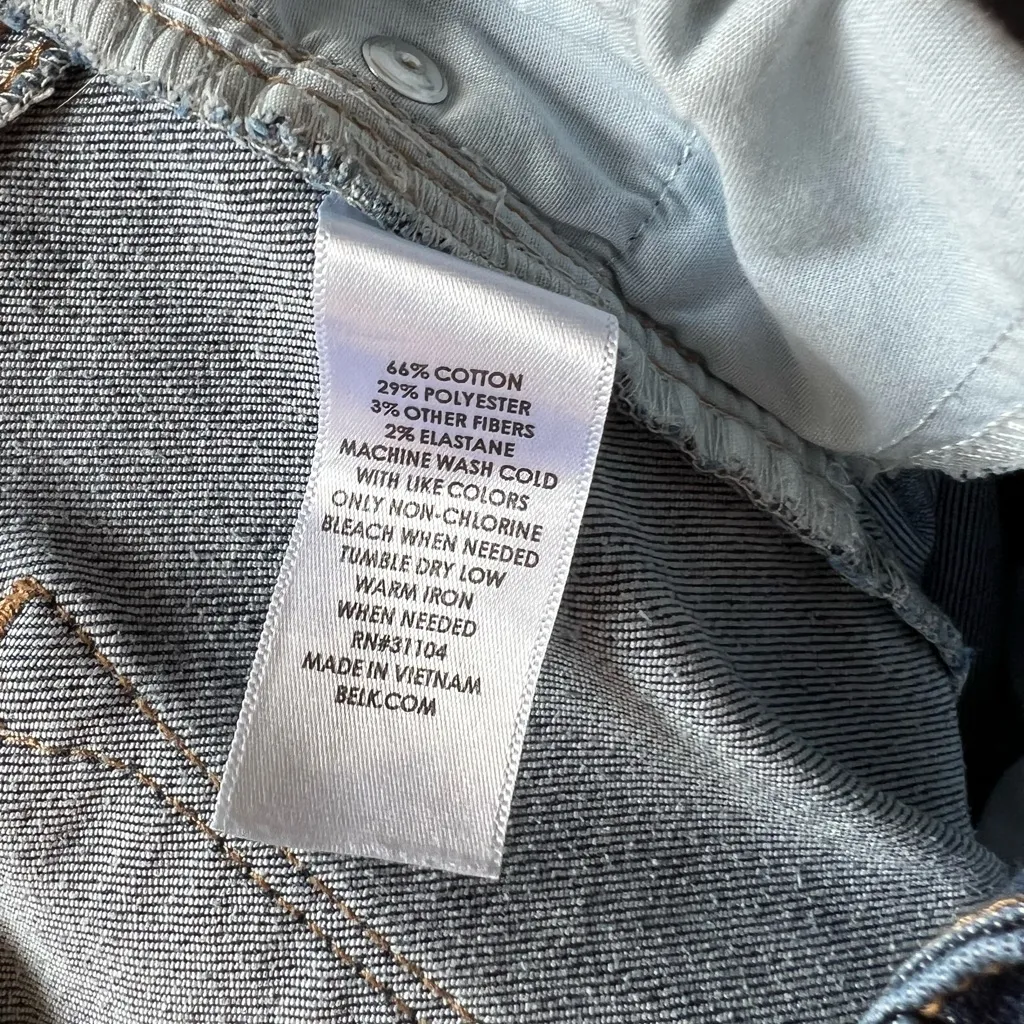 66% COTTON
29% POLYESTER
3% OTHER FIBERS
2% ELASTANE
MACHINE WASH COLD
WITH LIKE COLORS
ONLY NON-CHLORINE
BLEACH WHEN NEEDED
TUMBLE DRY LOW
WARM IRON
WHEN NEEDED
RN#31104
MADE IN VIETNAM
BELK.COM